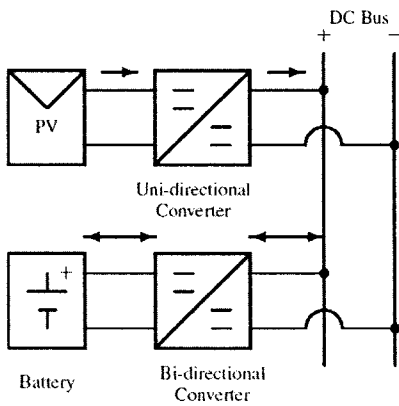 DC Bus
+ −
PV
Uni-directional
Converter
+
Battery
Bi-directional
Converter